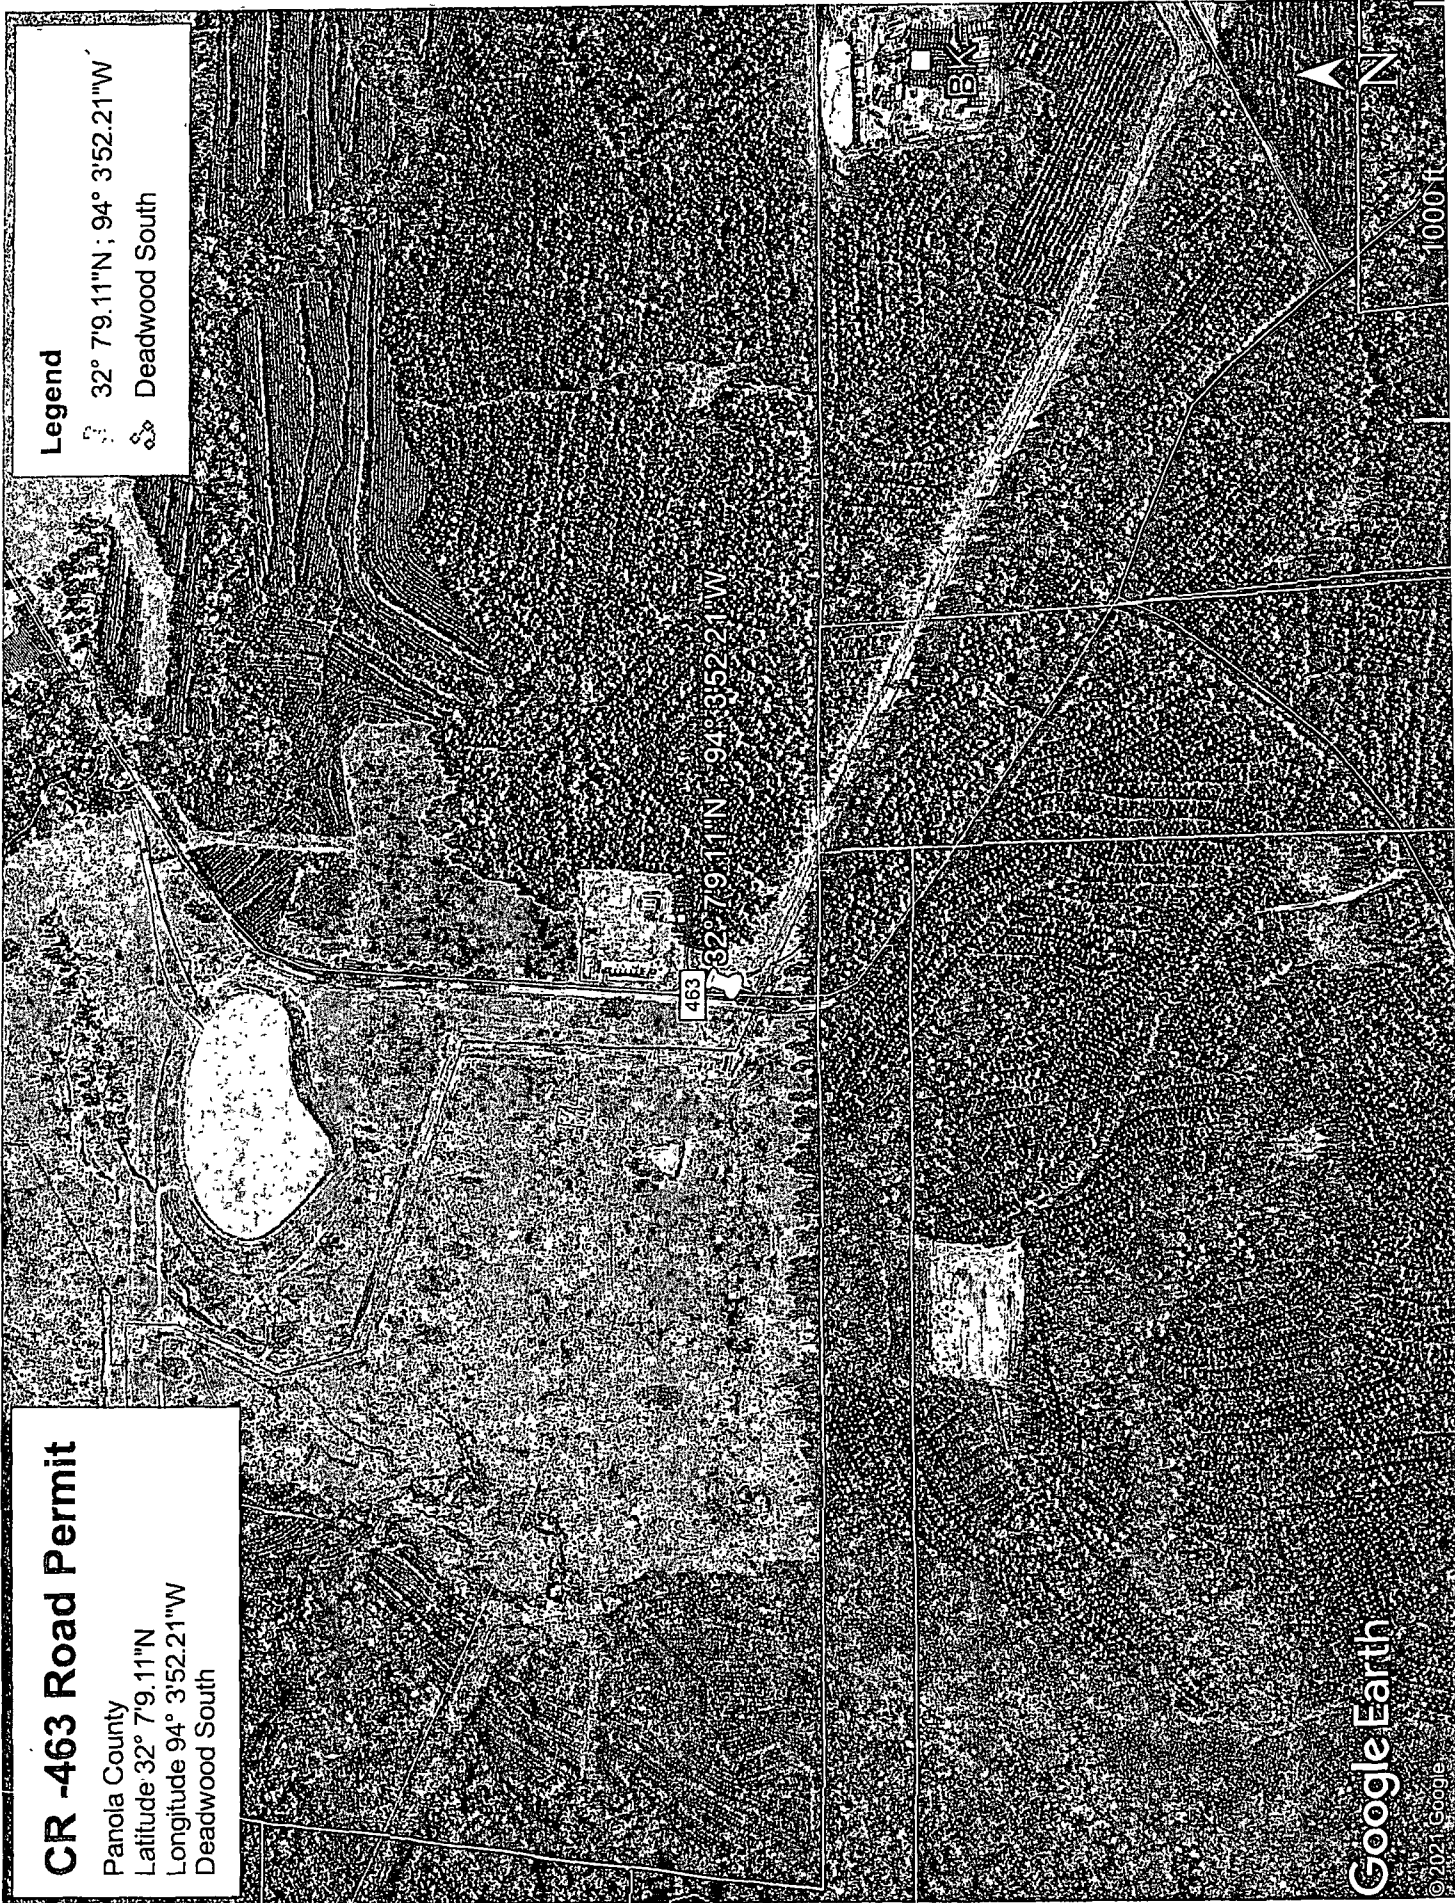 CR -463 Road Permit
Panola County
Latitude 32° 7'9.11"N
Longitude 94° 3'52.21"W
Deadwood South
Legend
32° 7'9.11"N ; 94° 3'52.21"W
Deadwood South
463
32° 7'9.11"N 94° 3'52.21"W
BK
Google Earth
© 2021 Google
N
1000 ft